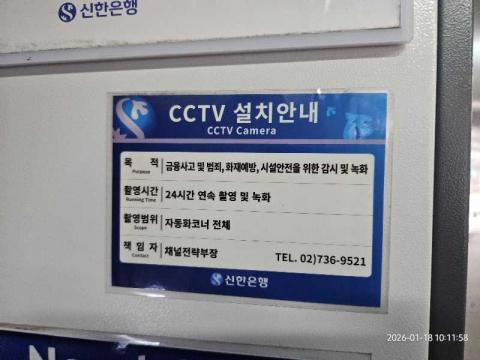 신한은행
CCTV 설치안내
CCTV Camera
목 적 금융사고 및 범죄, 화재예방, 시설안전을 위한 감시 및 녹화
Purpose
촬영시간 24시간 연속 촬영 및 녹화
Running Time
촬영범위 자동화코너 전체
Scope
책 임 자 채널전략부장 TEL. 02)736-9521
Contact
신한은행
2026-01-18 10:11:58